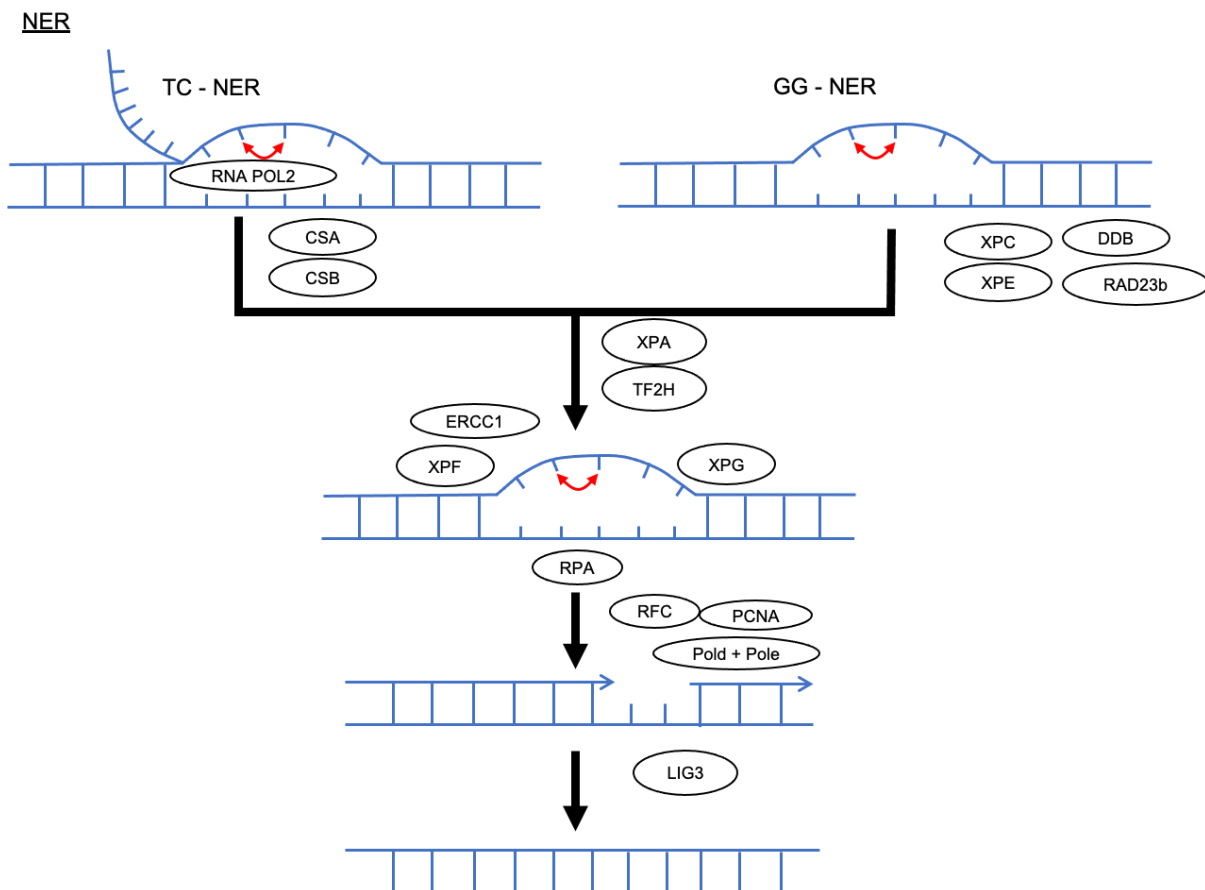 NER
TC - NER
GG - NER
RNA POL2
CSA
CSB
XPC
DDB
XPE
RAD23b
XPA
TF2H
ERCC1
XPF
XPG
RPA
RFC
PCNA
Pold + Pole
LIG3